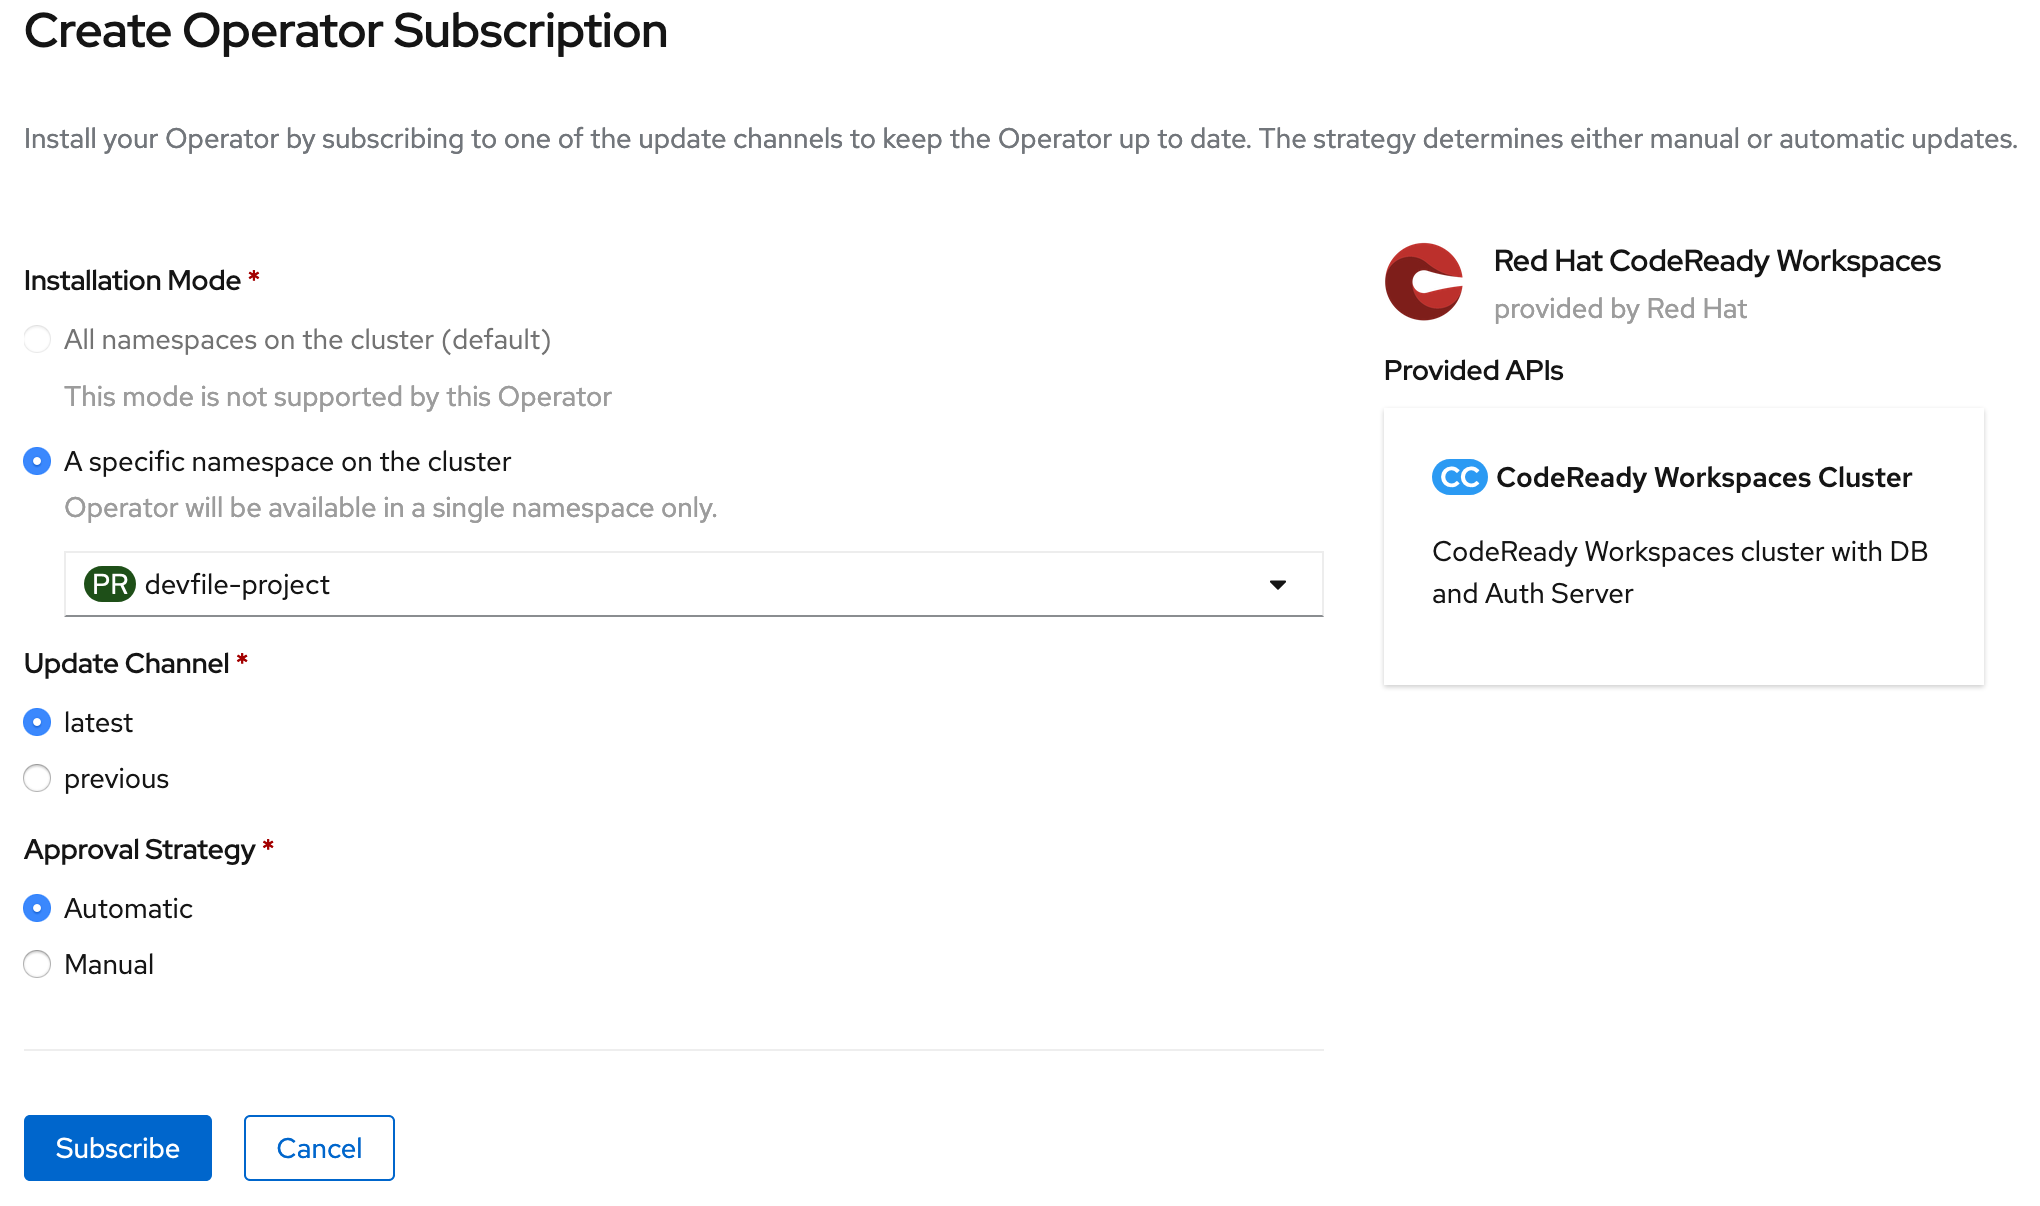 Create Operator Subscription
Install your Operator by subscribing to one of the update channels to keep the Operator up to date. The strategy determines either manual or automatic updates.
Installation Mode *
All namespaces on the cluster (default)
This mode is not supported by this Operator
A specific namespace on the cluster
Operator will be available in a single namespace only.
PR devfile-project
Update Channel *
latest
previous
Approval Strategy *
Automatic
Manual
Subscribe
Cancel
Red Hat CodeReady Workspaces
provided by Red Hat
Provided APIs
CC CodeReady Workspaces Cluster
CodeReady Workspaces cluster with DB
and Auth Server